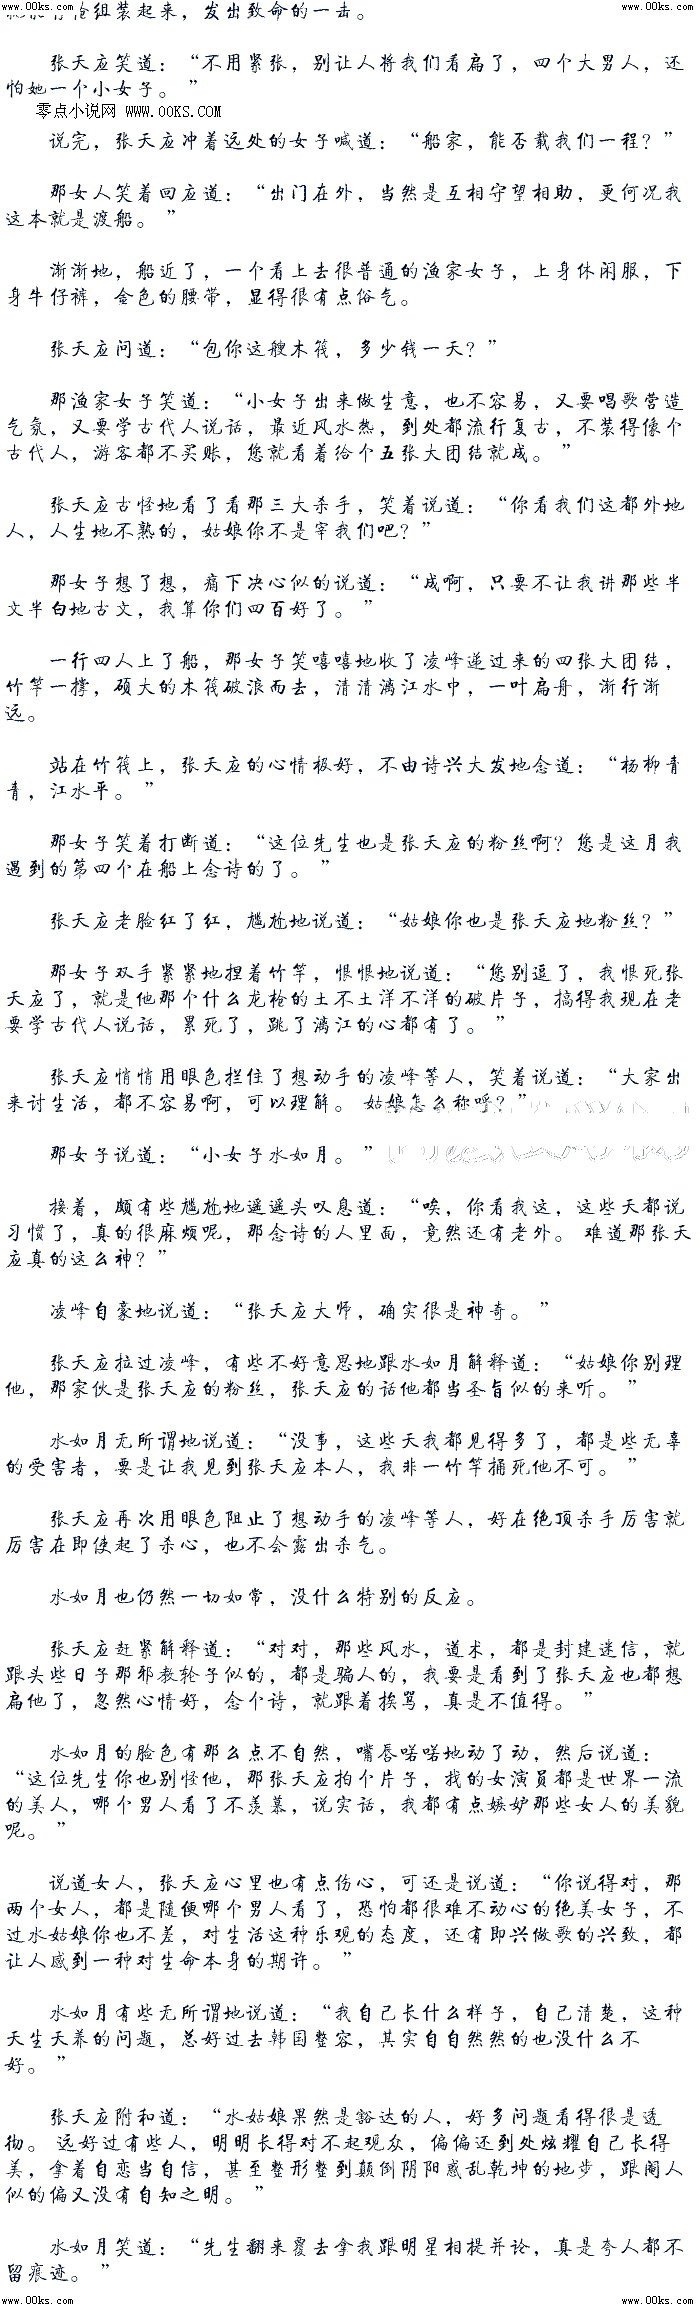 www.00ks.com www.00ks.com
组装起来，发出致命的一击。
张天应笑道：“不用紧张，别让人将我们看扁了，四个大男人，还
怕她一个小女子。”
零点小说网 www.00KS.COM
说完，张天应冲着远处的女子喊道：“船家，能否载我们一程？”
那女人笑着回应道：“出门在外，当然是互相守望相助，更何况我
这本就是渡船。”
渐渐地，船近了，一个看上去很普通的渔家女子，上身休闲服，下
身牛仔裤，金色的腰带，显得很有点俗气。
张天应问道：“包你这艘木筏，多少钱一天？”
那渔家女子笑道：“小女子出来做生意，也不容易，又要唱歌营造
气氛，又要学古代人说话，最近风水热，到处都流行复古，不装得像个
古代人，游客都不买账，您就看着给个五张大团结就成。”
张天应古怪地看了看那三大杀手，笑着说道：“你看我们这都外地
人，人生地不熟的，姑娘你不是宰我们吧？”
那女子想了想，痛下决心似的说道：“成啊，只要不让我讲那些半
文半白地古文，我算你们四百好了。”
一行四人上了船，那女子笑嘻嘻地收了凌峰递过来的四张大团结，
竹竿一撑，硕大的木筏破浪而去，清清漓江水中，一叶扁舟，渐行渐
远。
站在竹筏上，张天应的心情极好，不由诗兴大发地念道：“杨柳青
青，江水平。”
那女子笑着打断道：“这位先生也是张天应的粉丝啊？您是这月我
遇到的第四个在船上念诗的了。”
张天应老脸红了红，尴尬地说道：“姑娘你也是张天应地粉丝？”
那女子双手紧紧地捏着竹竿，恨恨地说道：“您别逗了，我恨死张
天应了，就是他那个什么龙枪的土不土洋不洋的破片子，搞得我现在老
要学古代人说话，累死了，跳了漓江的心都有了。”
张天应悄悄用眼色拦住了想动手的凌峰等人，笑着说道：“大家出
来讨生活，都不容易啊，可以理解。 姑娘怎么称呼？”
那女子说道：“小女子水如月。”
接着，颇有些尴尬地遥遥头叹息道：“唉，你看我这，这些天都说
习惯了，真的很麻烦呢，那念诗的人里面，竟然还有老外。 难道那张天
应真的这么神？”
凌峰自豪地说道：“张天应大师，确实很是神奇。”
张天应拉过凌峰，有些不好意思地跟水如月解释道：“姑娘你别理
他，那家伙是张天应的粉丝，张天应的话他都当圣旨似的来听。”
水如月无所谓地说道：“没事，这些天我都见得多了，都是些无辜
的受害者，要是让我见到张天应本人，我非一竹竿捅死他不可。”
张天应再次用眼色阻止了想动手的凌峰等人，好在绝顶杀手厉害就
厉害在即使起了杀心，也不会露出杀气。
水如月也仍然一切如常，没什么特别的反应。
张天应赶紧解释道：“对对，那些风水，道术，都是封建迷信，就
跟头些日子那邪教轮子似的，都是骗人的，我要是看到了张天应也都想
扁他了，忽然心情好，念个诗，就跟着挨骂，真是不值得。”
水如月的脸色有那么点不自然，嘴唇喏喏地动了动，然后说道：
“这位先生你也别怪他，那张天应拍个片子，找的女演员都是世界一流
的美人，哪个男人看了不羡慕，说实话，我都有点嫉妒那些女人的美貌
呢。”
说道女人，张天应心里也有点伤心，可还是说道：“你说得对，那
两个女人，都是随便哪个男人看了，恐怕都很难不动心的绝美女子，不
过水姑娘你也不差，对生活这种乐观的态度，还有即兴做歌的兴致，都
让人感到一种对生命本身的期许。”
水如月有些无所谓地说道：“我自己长什么样子，自己清楚，这种
天生天养的问题，总好过去韩国整容，其实自自然然的也没什么不
好。”
张天应附和道：“水姑娘果然是豁达的人，好多问题看得很是透
彻。 远好过有些人，明明长得对不起观众，偏偏还到处炫耀自己长得
美，拿着自恋当自信，甚至整形整到颠倒阴阳惑乱乾坤的地步，跟阉人
似的偏又没有自知之明。”
水如月笑道：“先生翻来覆去拿我跟明星相提并论，真是夸人都不
留痕迹。”
www.00ks.com www.00ks.com